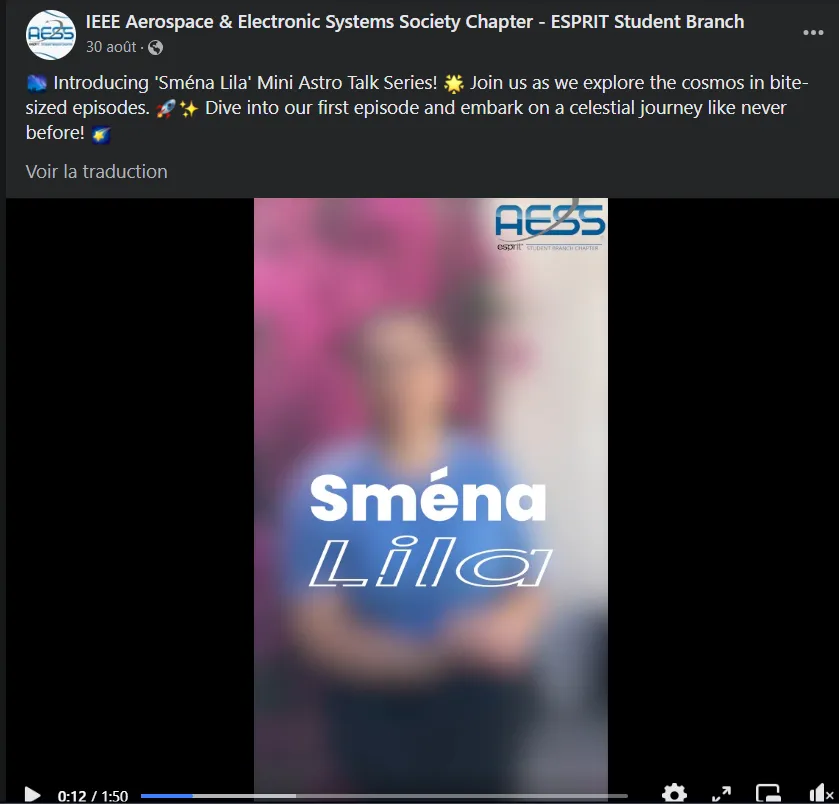 IEEE Aerospace & Electronic Systems Society Chapter - ESPRIT Student Branch
30 août ·
Introducing 'Sména Lila' Mini Astro Talk Series! 🌟 Join us as we explore the cosmos in bite-
sized episodes. 🚀✨ Dive into our first episode and embark on a celestial journey like never
before! 🌠
Voir la traduction
AESS
esprit STUDENT BRANCH CHAPTER
Sména
Lila
0:12 / 1:50